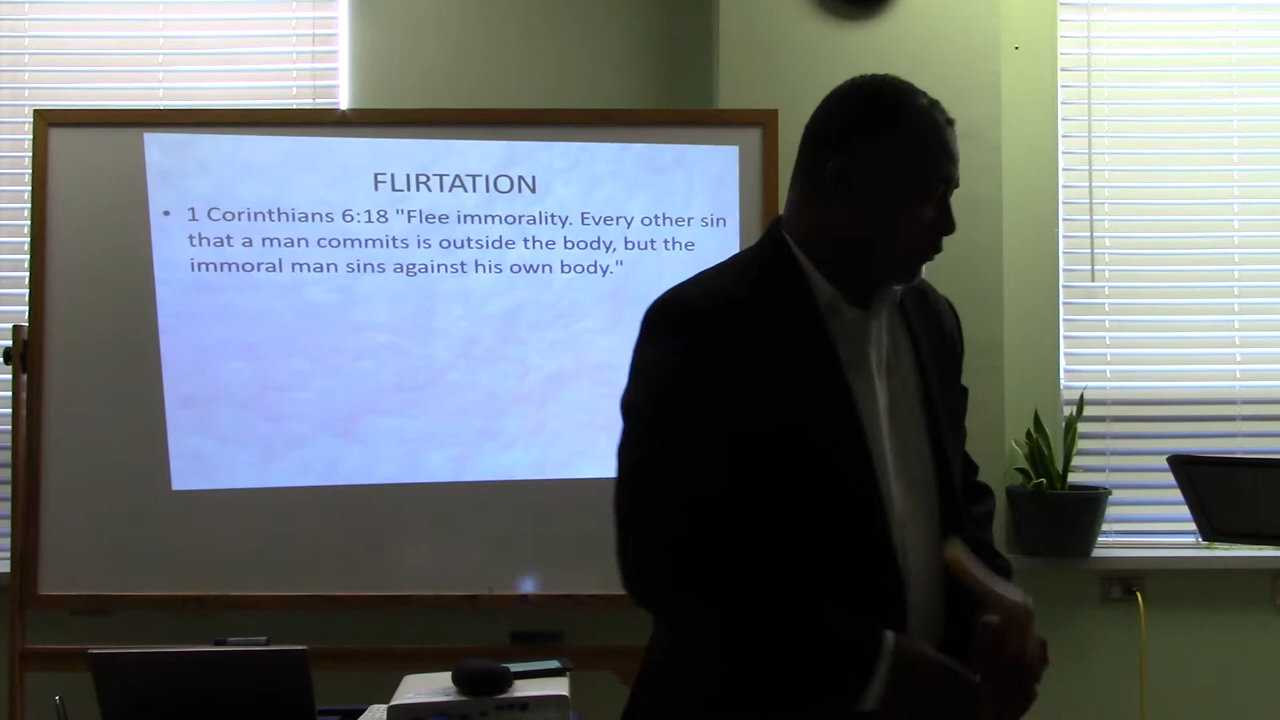 FLIRTATION
• 1 Corinthians 6:18 "Flee immorality. Every other sin
that a man commits is outside the body, but the
immoral man sins against his own body."